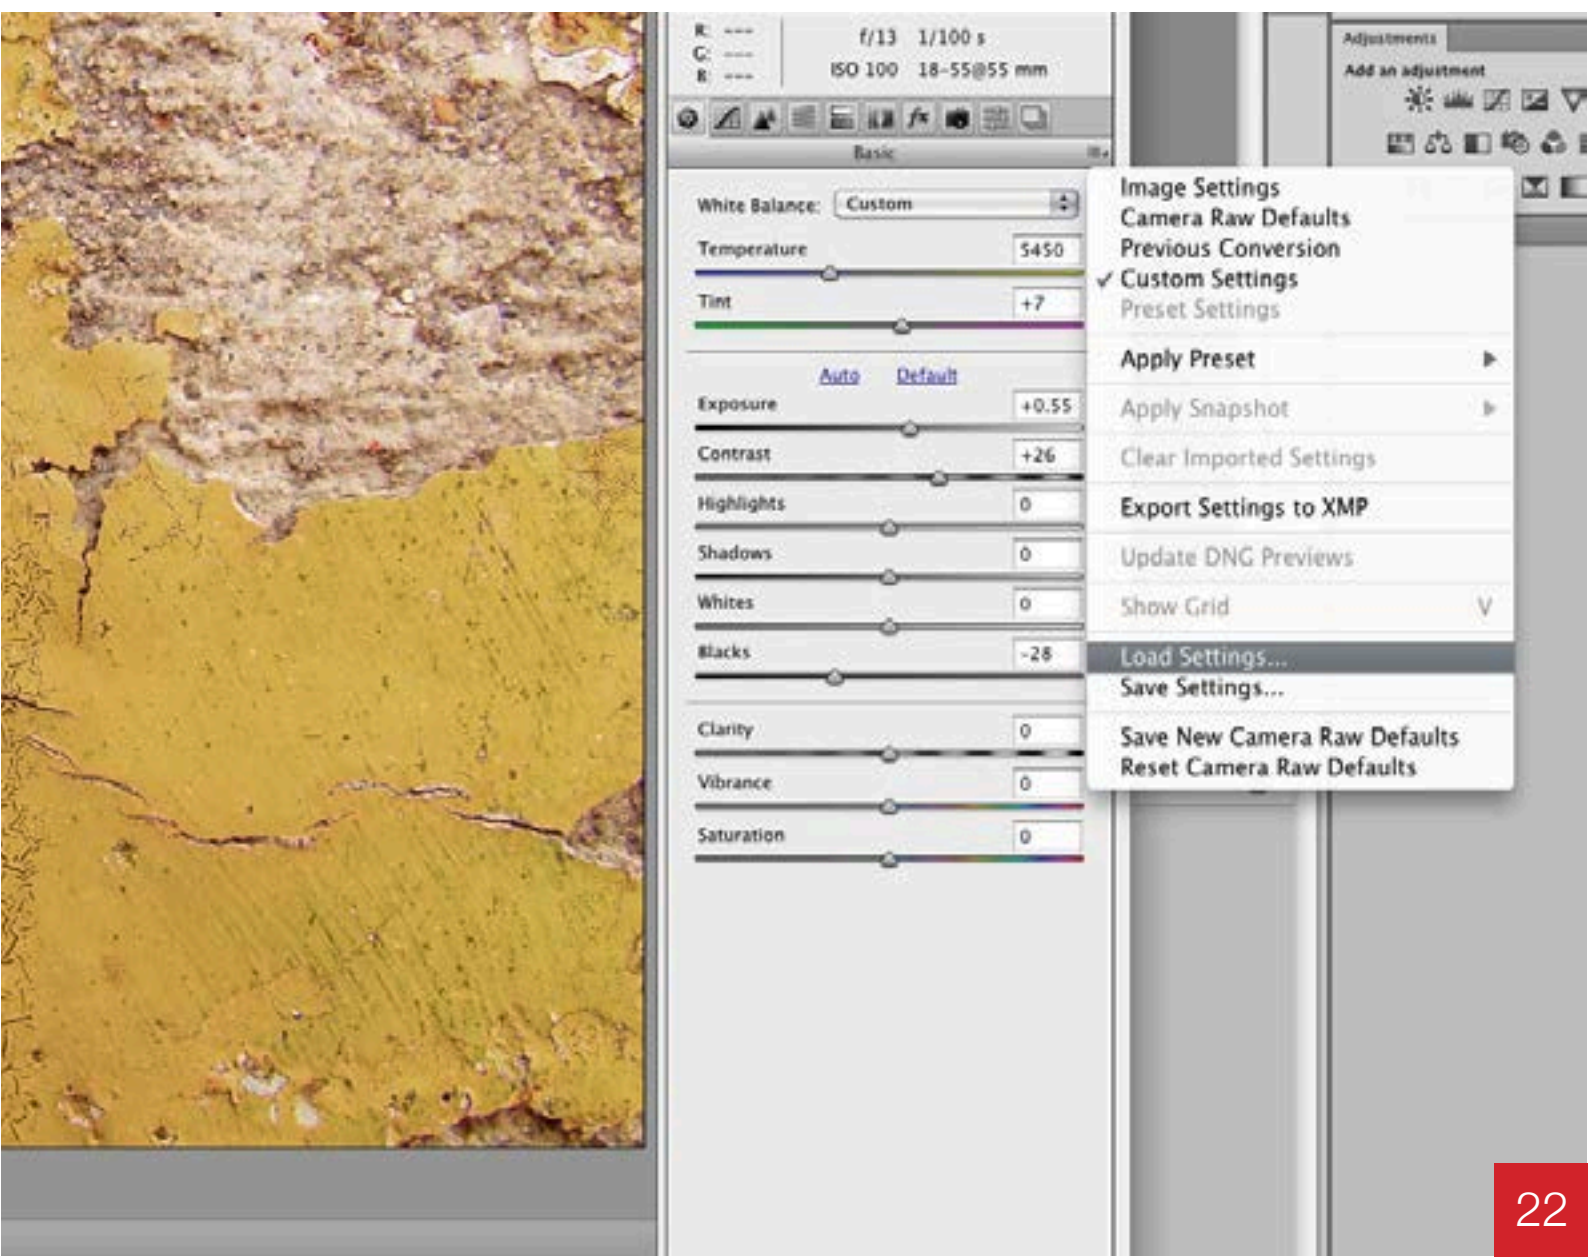 R: ---
G: ---
B: ---
f/13 1/100 s
ISO 100 18-55@55 mm
Basic
White Balance: Custom
Temperature 5450
Tint +7
Auto Default
Exposure +0.55
Contrast +26
Highlights 0
Shadows 0
Whites 0
Blacks -28
Clarity 0
Vibrance 0
Saturation 0
Image Settings
Camera Raw Defaults
Previous Conversion
✓ Custom Settings
Preset Settings
Apply Preset
Apply Snapshot
Clear Imported Settings
Export Settings to XMP
Update DNG Previews
Show Grid V
Load Settings...
Save Settings...
Save New Camera Raw Defaults
Reset Camera Raw Defaults
Adjustments
Add an adjustment
22